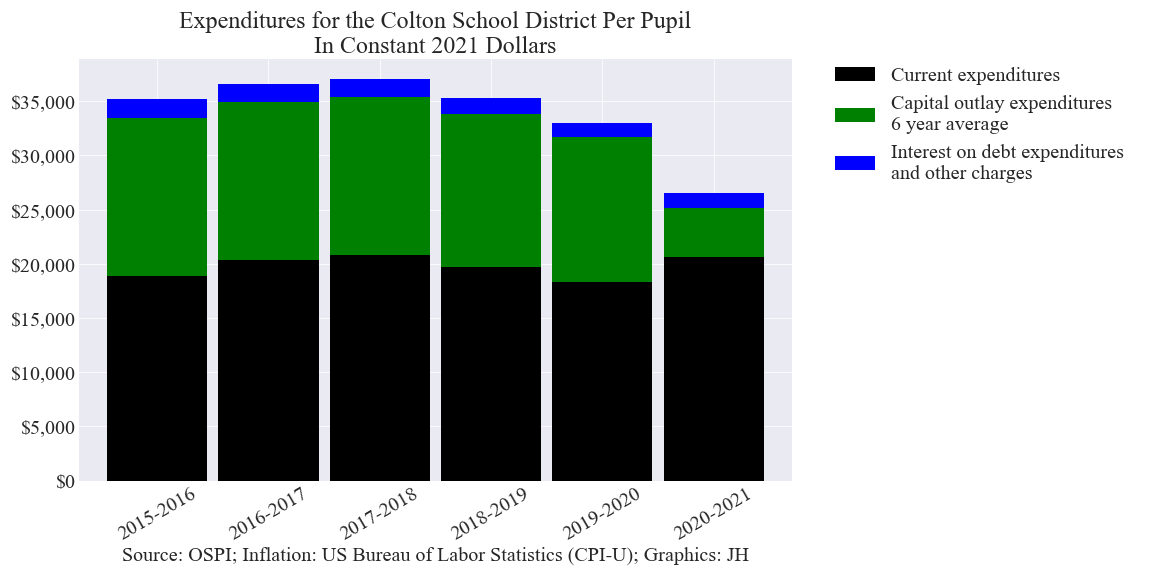 Expenditures for the Colton School District Per Pupil
In Constant 2021 Dollars
Current expenditures
Capital outlay expenditures
6 year average
Interest on debt expenditures
and other charges
$35,000
$30,000
$25,000
$20,000
$15,000
$10,000
$5,000
$0
2015-2016
2016-2017
2017-2018
2018-2019
2019-2020
2020-2021
Source: OSPI; Inflation: US Bureau of Labor Statistics (CPI-U); Graphics: JH